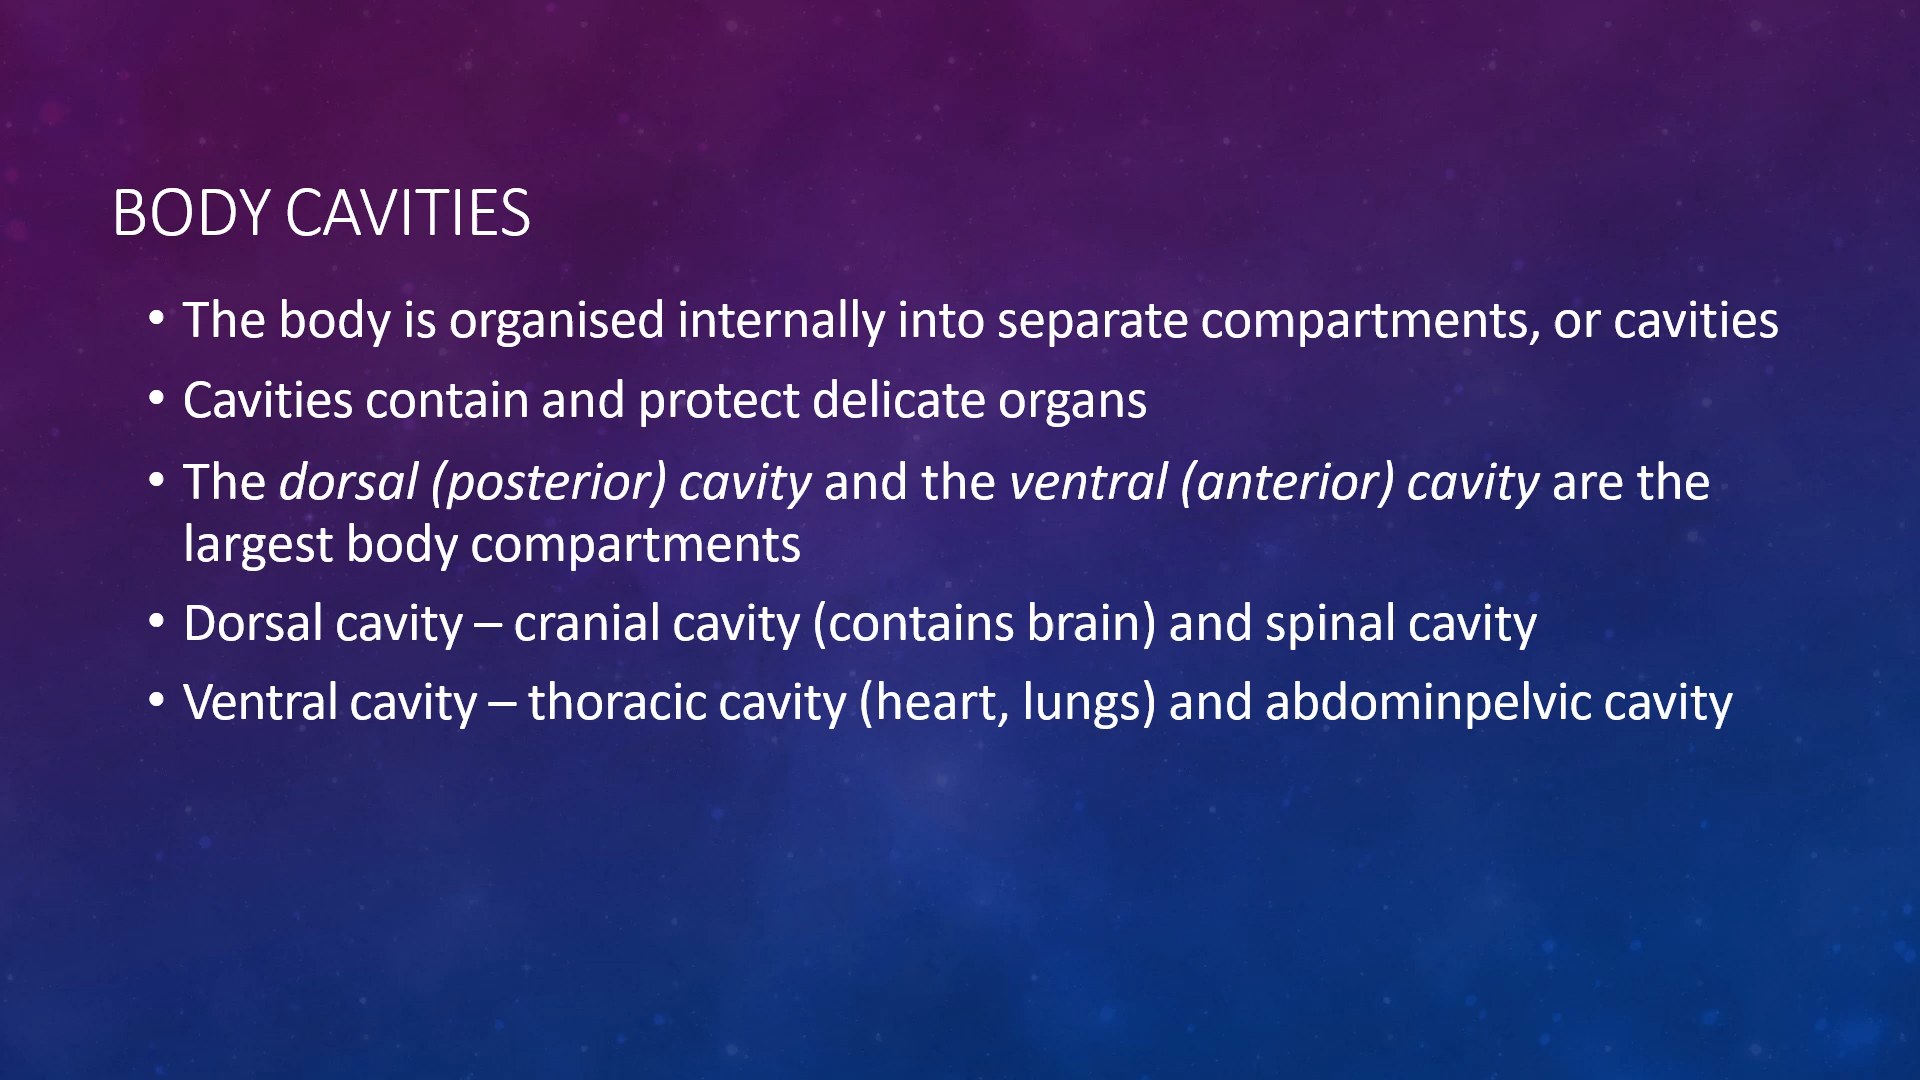 BODY CAVITIES
• The body is organised internally into separate compartments, or cavities
• Cavities contain and protect delicate organs
• The dorsal (posterior) cavity and the ventral (anterior) cavity are the
largest body compartments
• Dorsal cavity – cranial cavity (contains brain) and spinal cavity
• Ventral cavity – thoracic cavity (heart, lungs) and abdominpelvic cavity